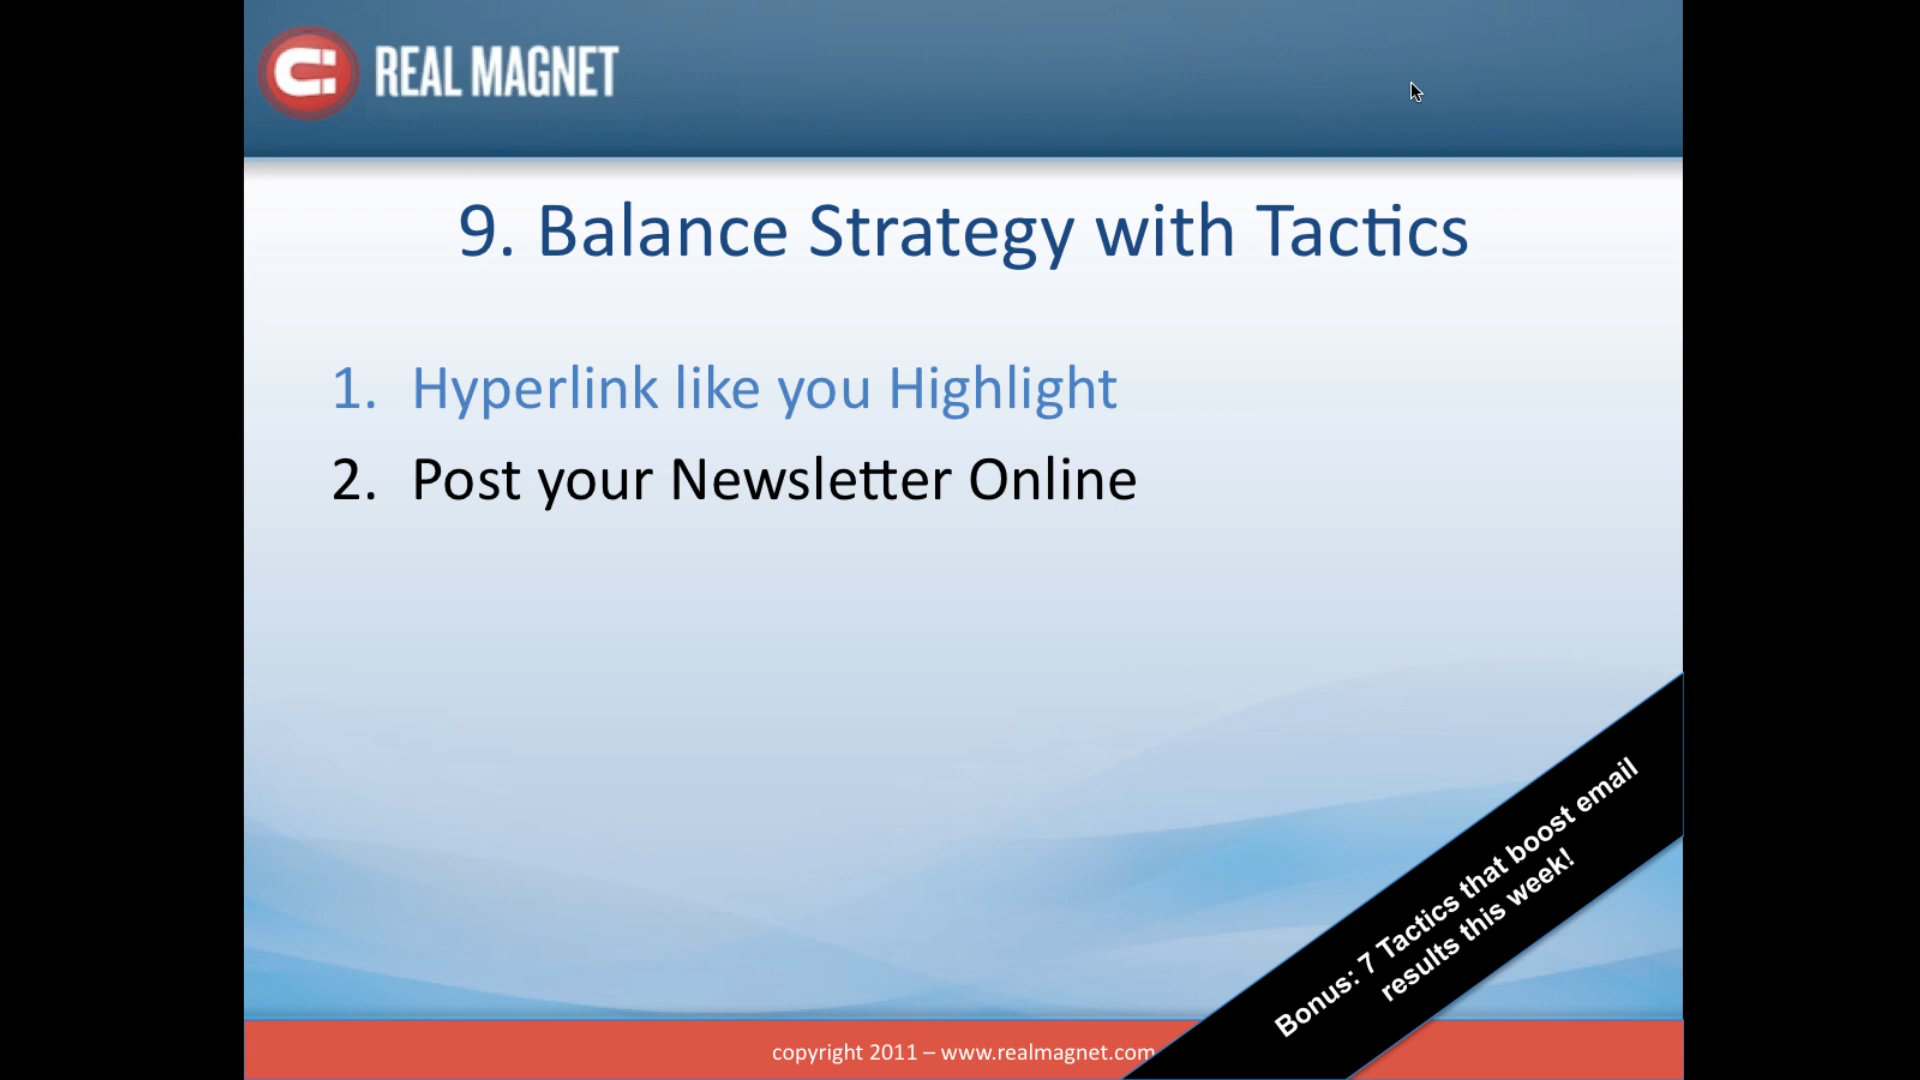 REAL MAGNET
9. Balance Strategy with Tactics
1. Hyperlink like you Highlight
2. Post your Newsletter Online
Bonus: 7 Tactics that boost email
results this week!
copyright 2011 – www.realmagnet.com